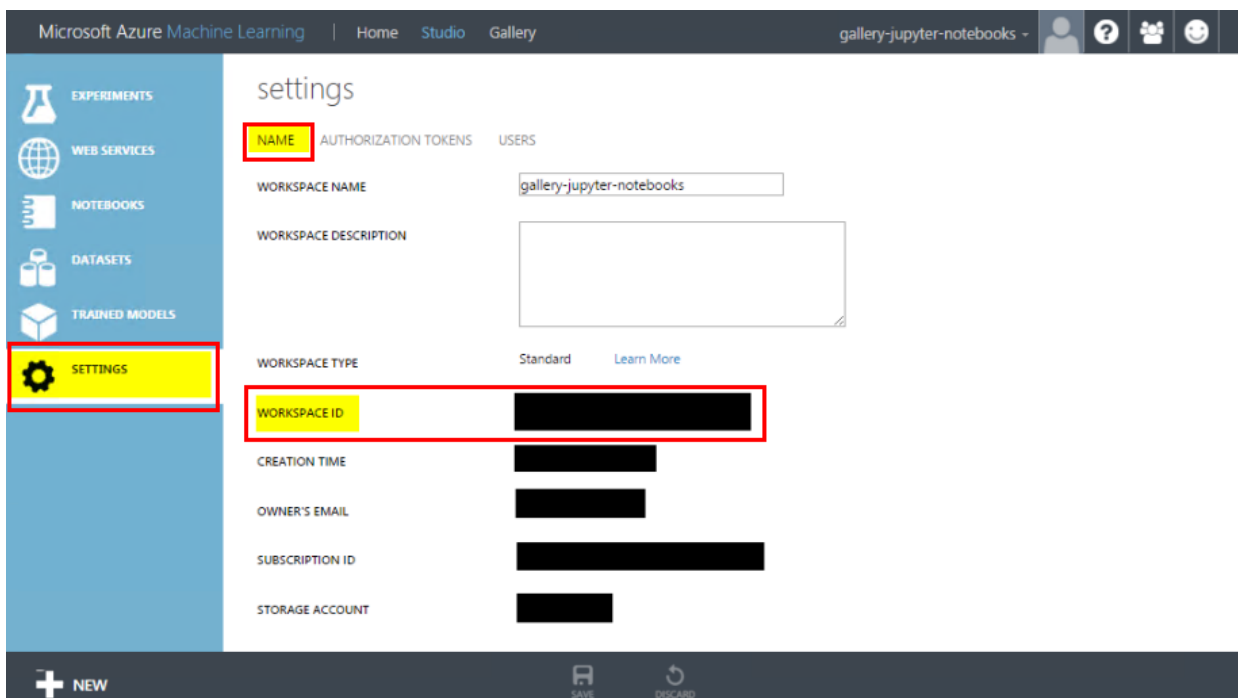 Microsoft Azure Machine Learning | Home Studio Gallery gallery-jupyter-notebooks
EXPERIMENTS
WEB SERVICES
NOTEBOOKS
DATASETS
TRAINED MODELS
SETTINGS
settings
NAME AUTHORIZATION TOKENS USERS
WORKSPACE NAME gallery-jupyter-notebooks
WORKSPACE DESCRIPTION
WORKSPACE TYPE Standard Learn More
WORKSPACE ID
CREATION TIME
OWNER'S EMAIL
SUBSCRIPTION ID
STORAGE ACCOUNT
NEW SAVE DISCARD